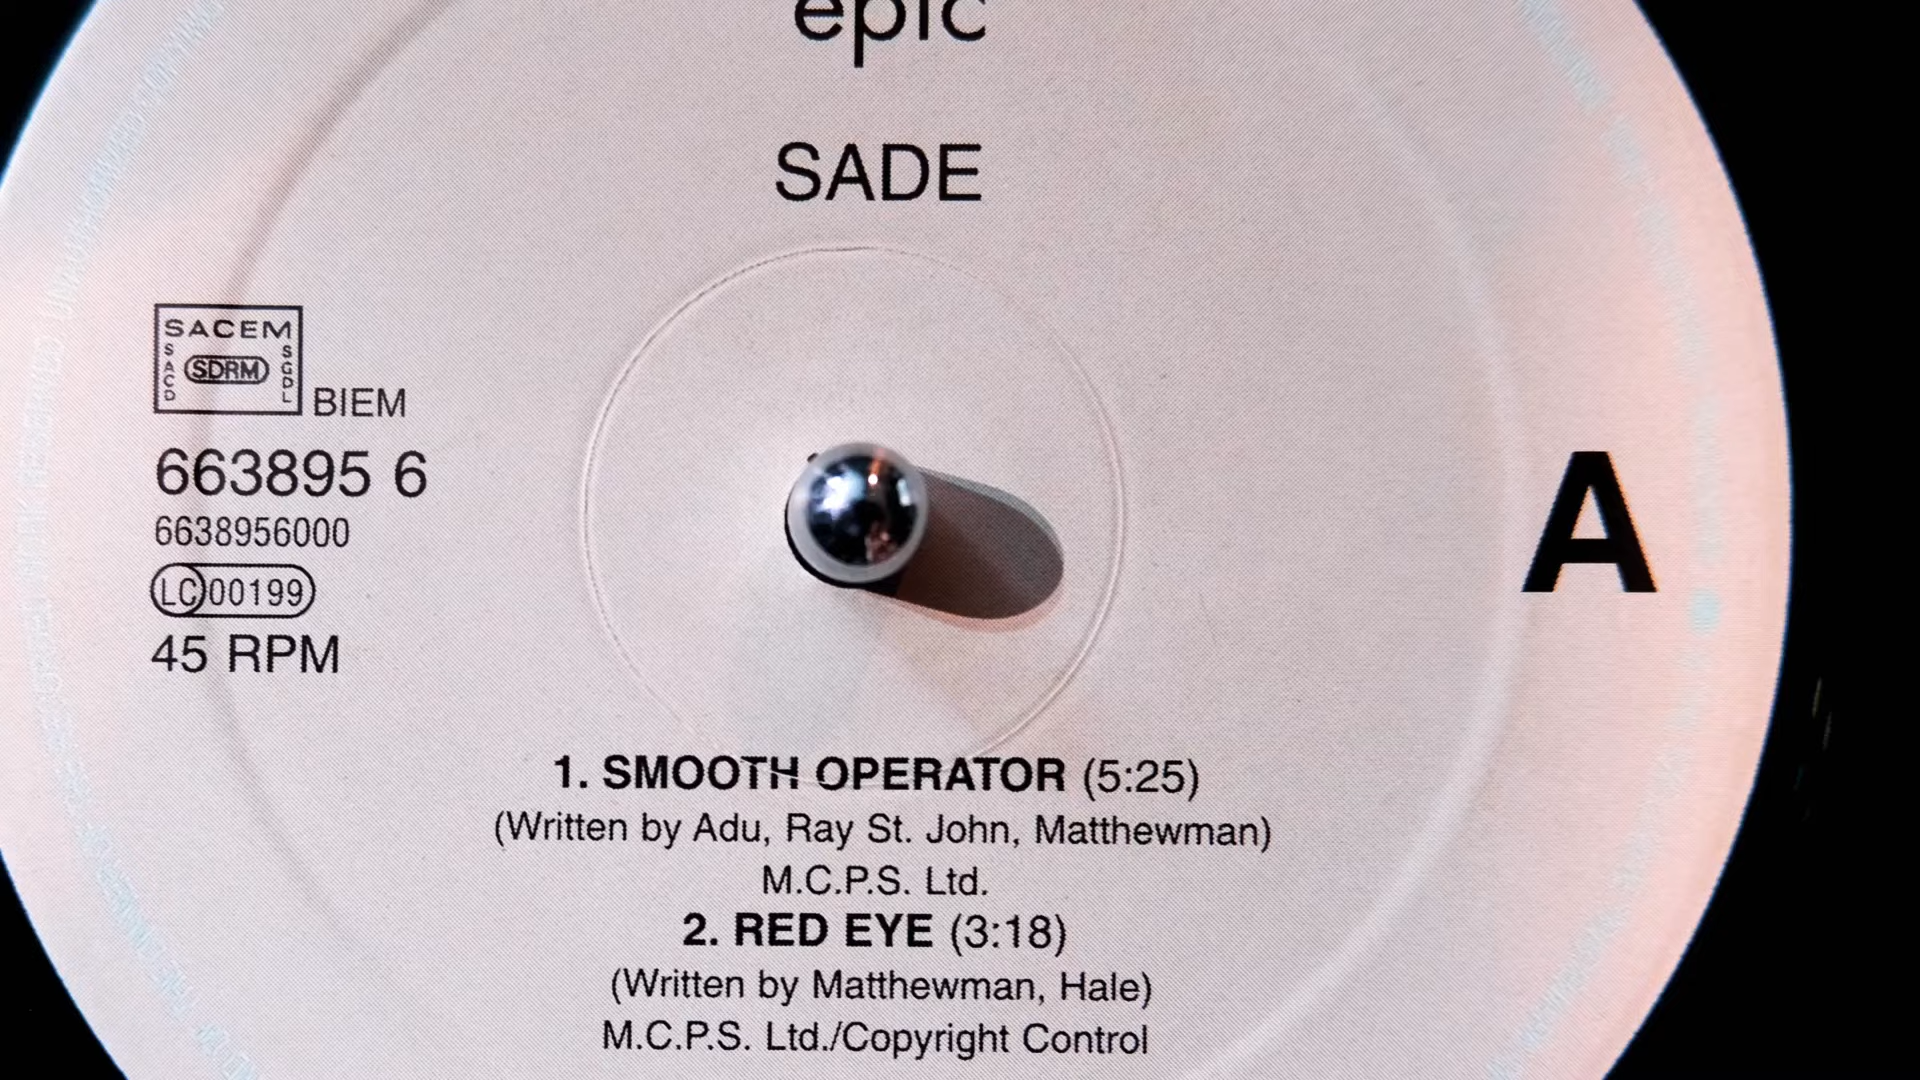 epic
SADE
SACEM
SACD
SDRM
SGDL
BIEM
663895 6
6638956000
LC 00199
45 RPM
A
1. SMOOTH OPERATOR (5:25)
(Written by Adu, Ray St. John, Matthewman)
M.C.P.S. Ltd.
2. RED EYE (3:18)
(Written by Matthewman, Hale)
M.C.P.S. Ltd./Copyright Control